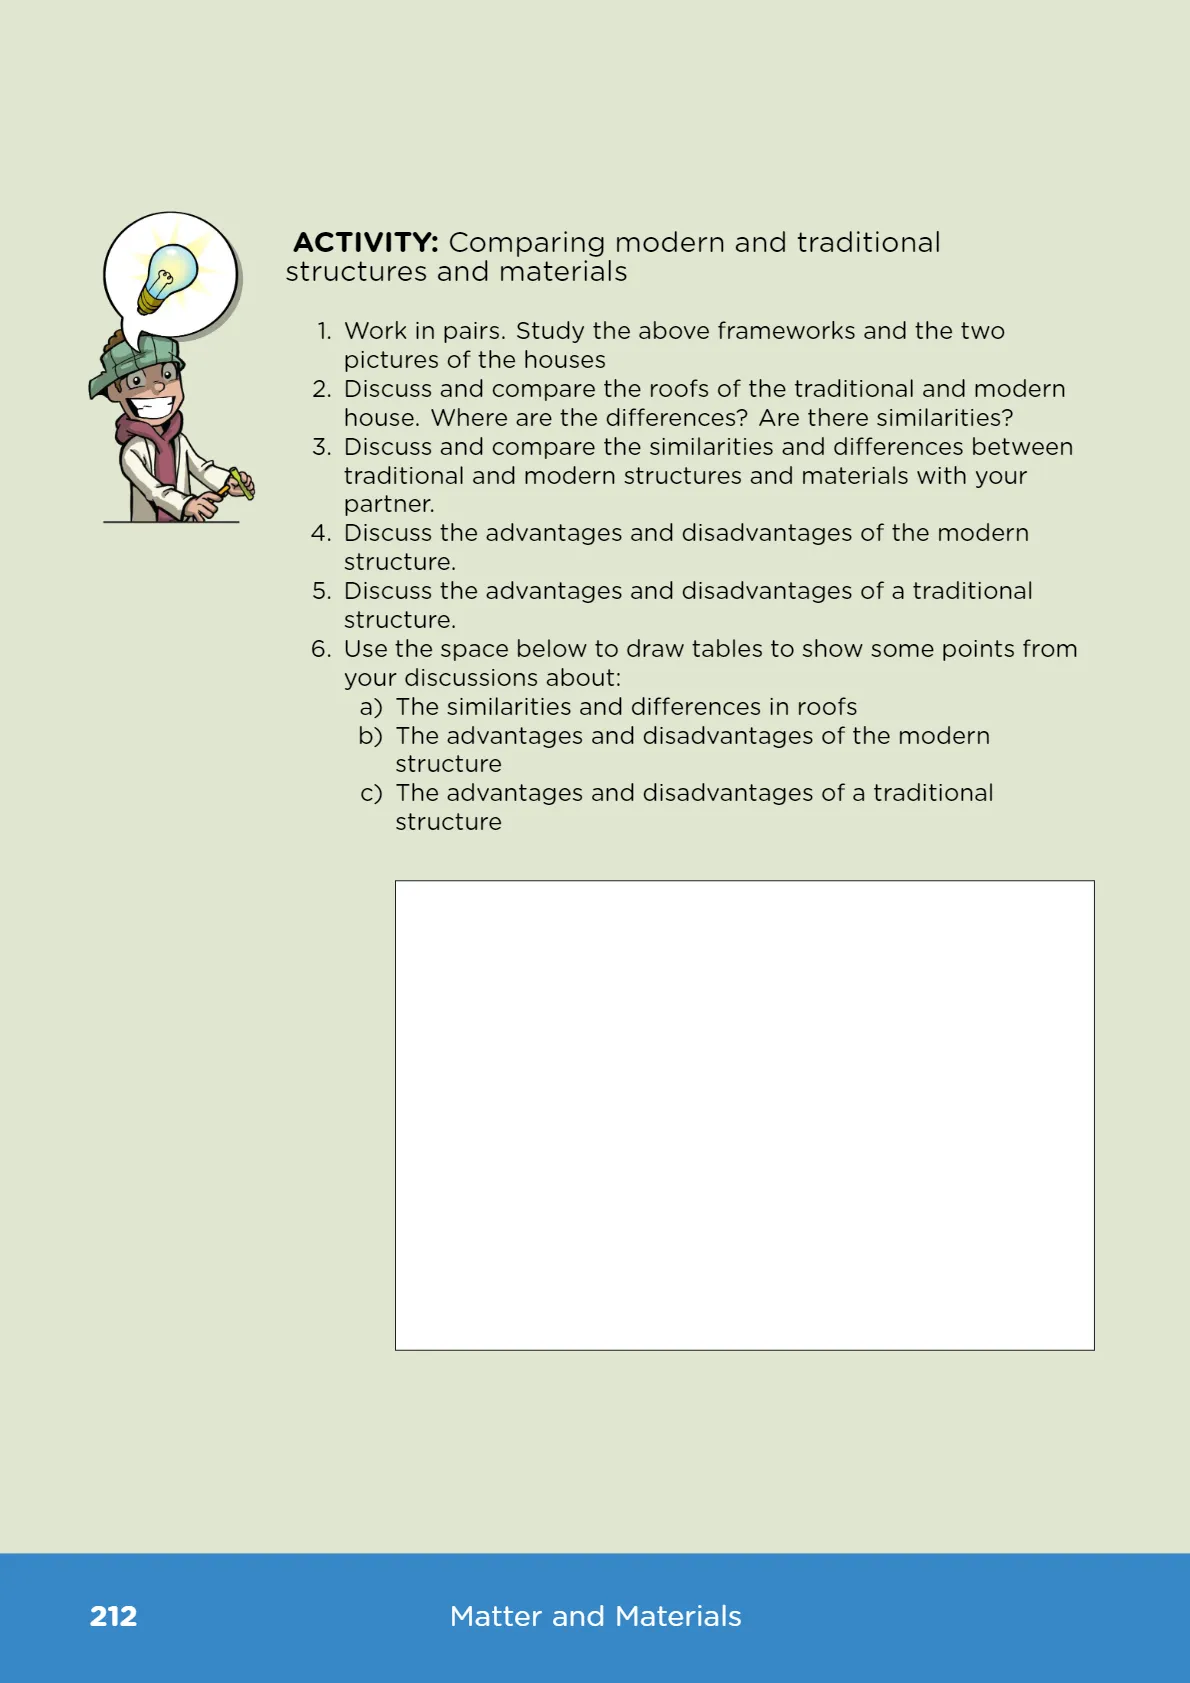 ACTIVITY: Comparing modern and traditional
structures and materials
1. Work in pairs. Study the above frameworks and the two
pictures of the houses
2. Discuss and compare the roofs of the traditional and modern
house. Where are the differences? Are there similarities?
3. Discuss and compare the similarities and differences between
traditional and modern structures and materials with your
partner.
4. Discuss the advantages and disadvantages of the modern
structure.
5. Discuss the advantages and disadvantages of a traditional
structure.
6. Use the space below to draw tables to show some points from
your discussions about:
a) The similarities and differences in roofs
b) The advantages and disadvantages of the modern
structure
c) The advantages and disadvantages of a traditional
structure
212
Matter and Materials